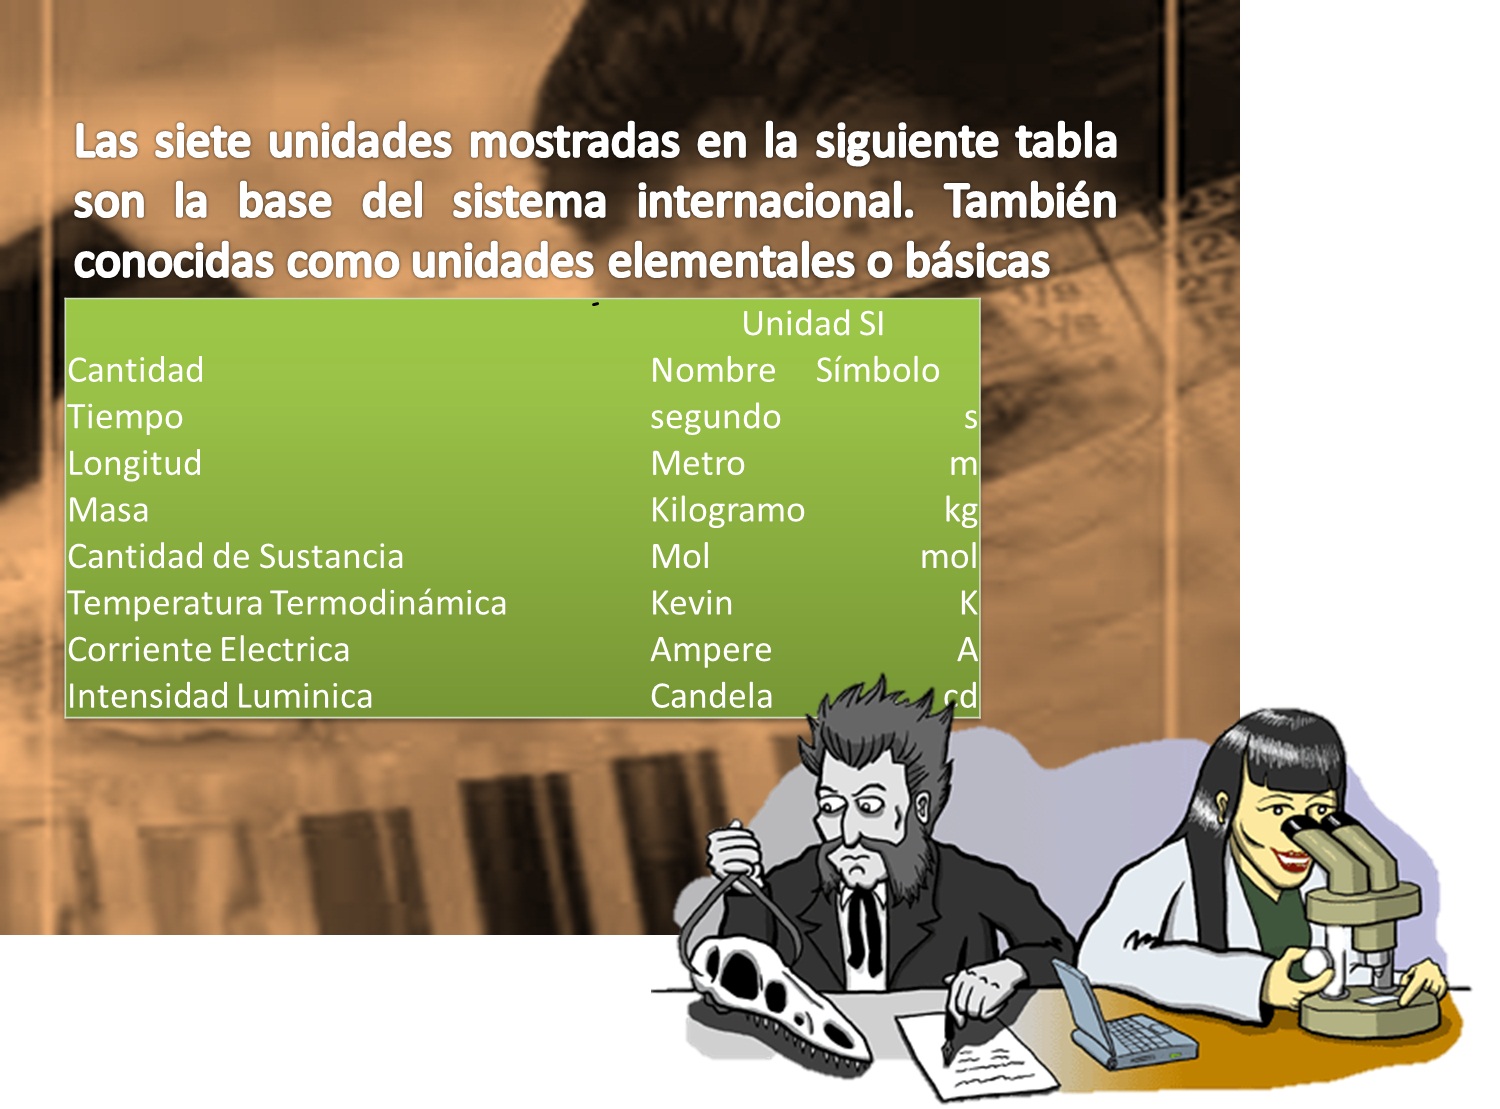 Las siete unidades mostradas en la siguiente tabla
son la base del sistema internacional. También
conocidas como unidades elementales o básicas
Unidad SI
Cantidad Nombre Símbolo
Tiempo segundo s
Longitud Metro m
Masa Kilogramo kg
Cantidad de Sustancia Mol mol
Temperatura Termodinámica Kevin K
Corriente Electrica Ampere A
Intensidad Luminica Candela cd